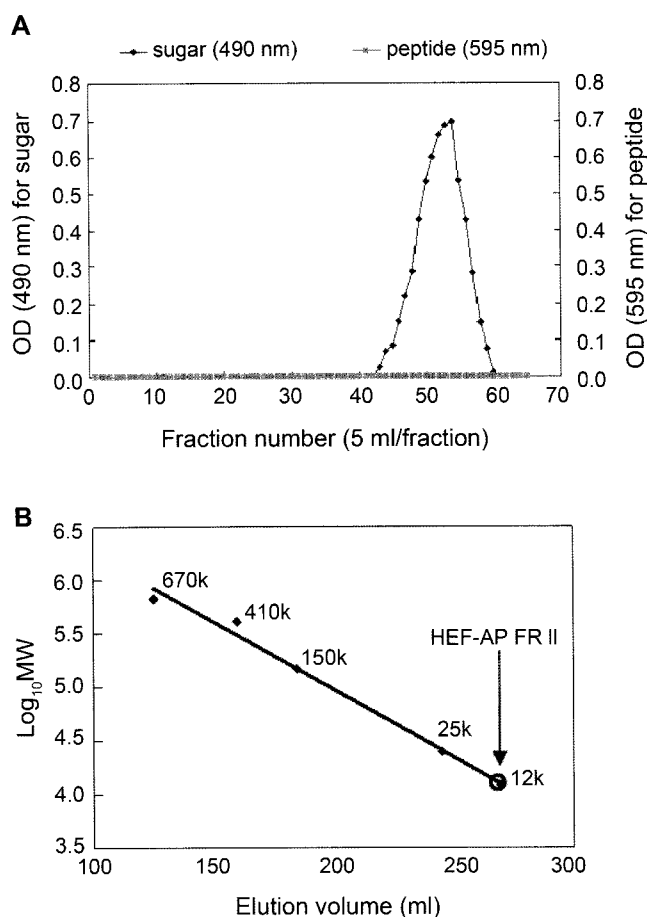 A
sugar (490 nm) peptide (595 nm)
0.8 0.8
0.7 0.7
0.6 0.6
0.5 0.5
0.4 0.4
0.3 0.3
0.2 0.2
0.1 0.1
0.0 0.0
OD (490 nm) for sugar
OD (595 nm) for peptide
0 10 20 30 40 50 60 70
Fraction number (5 ml/fraction)
B
6.5
6.0
5.5
5.0
4.5
4.0
3.5
Log₁₀MW
670k
410k
150k
HEF-AP FR II
25k
12k
100 150 200 250 300
Elution volume (ml)